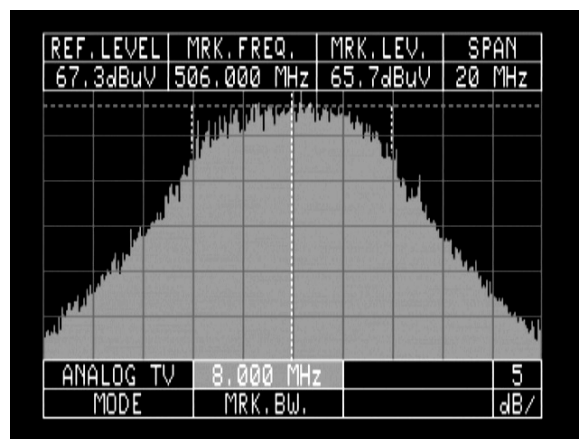 REF.LEVEL MRK.FREQ. MRK.LEV. SPAN
67.3dBuV 506.000 MHz 65.7dBuV 20 MHz
ANALOG TV 8.000 MHz 5
MODE MRK.BW. dB/